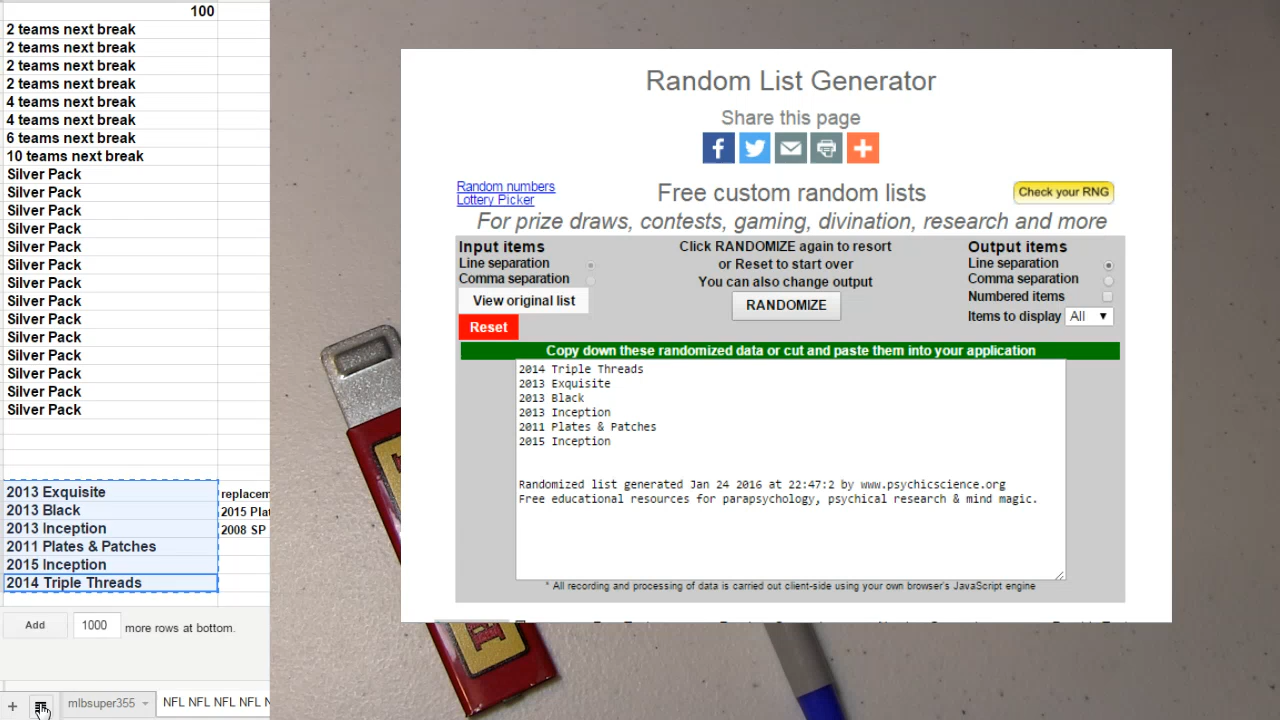 100
2 teams next break
2 teams next break
2 teams next break
2 teams next break
4 teams next break
4 teams next break
6 teams next break
10 teams next break
Silver Pack
Silver Pack
Silver Pack
Silver Pack
Silver Pack
Silver Pack
Silver Pack
Silver Pack
Silver Pack
Silver Pack
Silver Pack
Silver Pack
Silver Pack
Silver Pack
2013 Exquisite replacem
2013 Black 2015 Plat
2013 Inception 2008 SP
2011 Plates & Patches
2015 Inception
2014 Triple Threads
Add 1000 more rows at bottom.
+ mlbsuper355 NFL NFL NFL NFL N
Random List Generator
Share this page
Random numbers
Lottery Picker
Free custom random lists
Check your RNG
For prize draws, contests, gaming, divination, research and more
Input items
Line separation
Comma separation
View original list
Reset
Click RANDOMIZE again to resort
or Reset to start over
You can also change output
RANDOMIZE
Output items
Line separation
Comma separation
Numbered items
Items to display All
Copy down these randomized data or cut and paste them into your application
2014 Triple Threads
2013 Exquisite
2013 Black
2013 Inception
2011 Plates & Patches
2015 Inception
Randomized list generated Jan 24 2016 at 22:47:2 by www.psychicscience.org
Free educational resources for parapsychology, psychical research & mind magic.
* All recording and processing of data is carried out client-side using your own browser's JavaScript engine